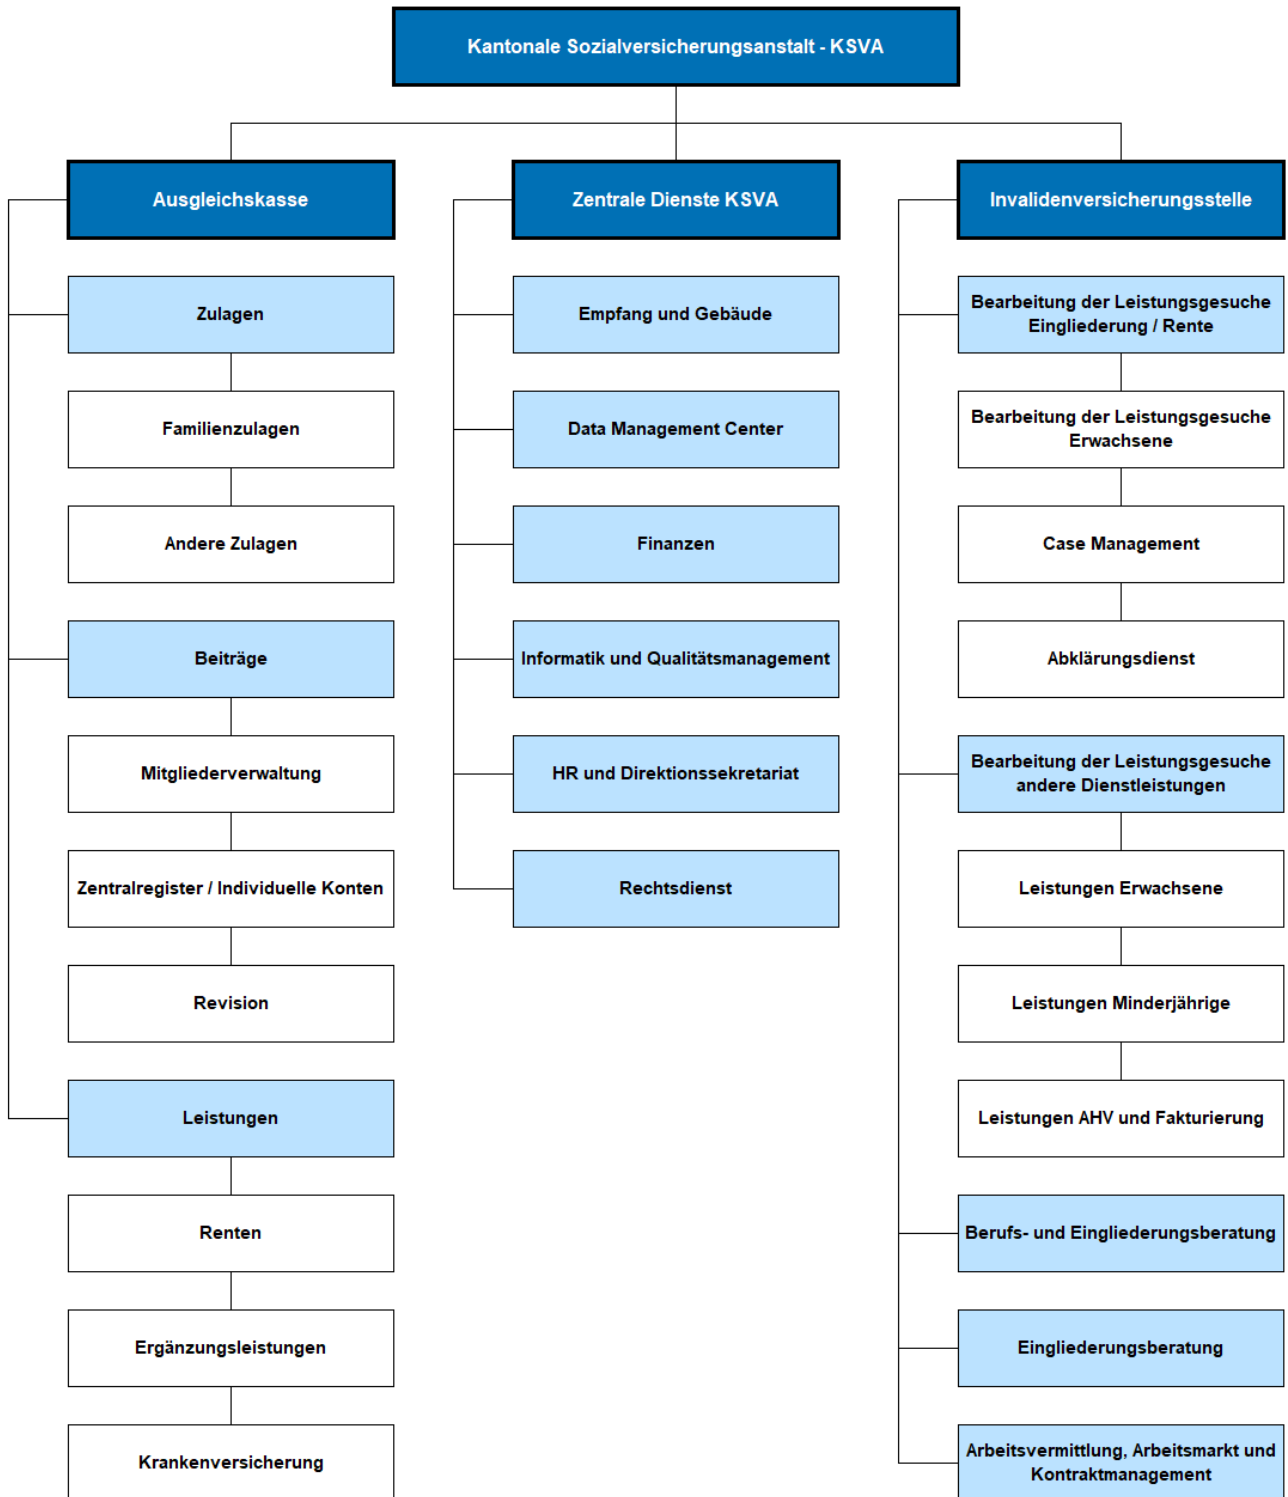 Kantonale Sozialversicherungsanstalt - KSVA
Ausgleichskasse
Zulagen
Familienzulagen
Andere Zulagen
Beiträge
Mitgliederverwaltung
Zentralregister / Individuelle Konten
Revision
Leistungen
Renten
Ergänzungsleistungen
Krankenversicherung
Zentrale Dienste KSVA
Empfang und Gebäude
Data Management Center
Finanzen
Informatik und Qualitätsmanagement
HR und Direktionssekretariat
Rechtsdienst
Invalidenversicherungsstelle
Bearbeitung der Leistungsgesuche
Eingliederung / Rente
Bearbeitung der Leistungsgesuche
Erwachsene
Case Management
Abklärungsdienst
Bearbeitung der Leistungsgesuche
andere Dienstleistungen
Leistungen Erwachsene
Leistungen Minderjährige
Leistungen AHV und Fakturierung
Berufs- und Eingliederungsberatung
Eingliederungsberatung
Arbeitsvermittlung, Arbeitsmarkt und
Kontraktmanagement